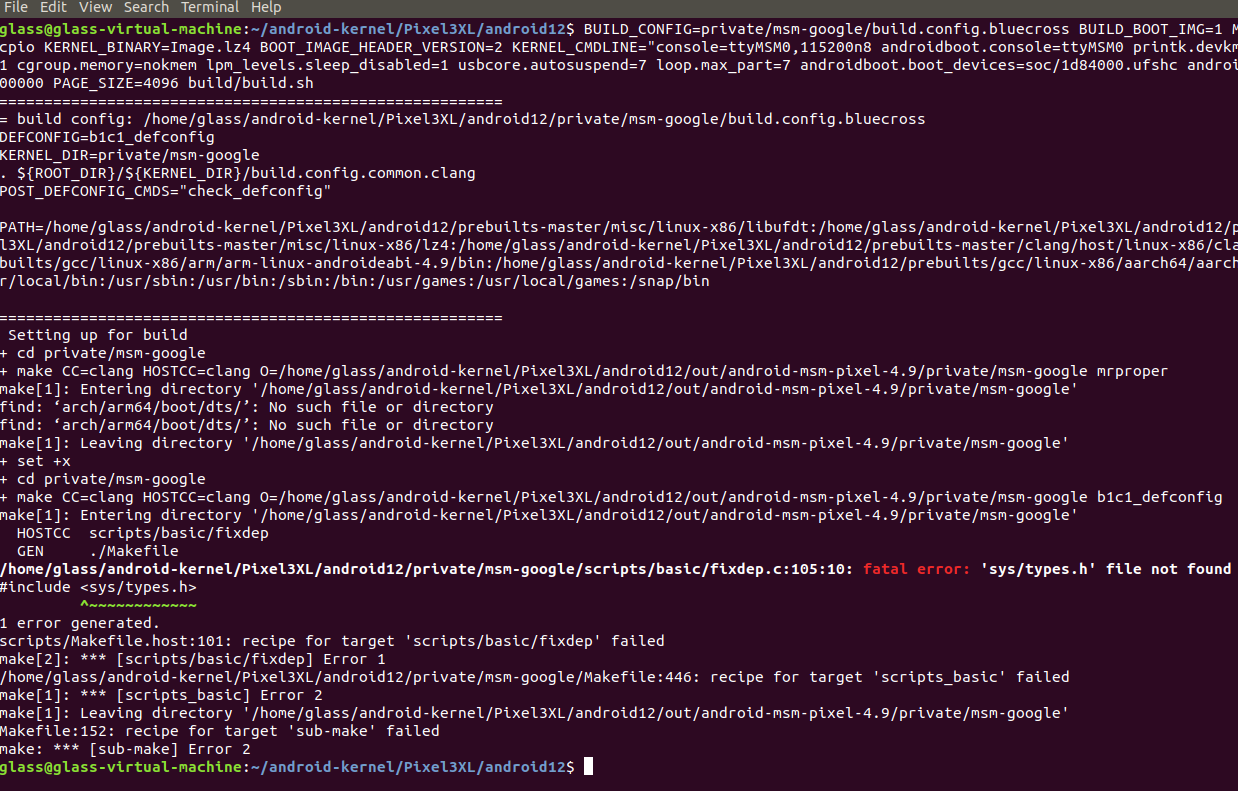 File Edit View Search Terminal Help
glass@glass-virtual-machine:~/android-kernel/Pixel3XL/android12$ BUILD_CONFIG=private/msm-google/build.config.bluecross BUILD_BOOT_IMG=1 M
cpio KERNEL_BINARY=Image.lz4 BOOT_IMAGE_HEADER_VERSION=2 KERNEL_CMDLINE="console=ttyMSM0,115200n8 androidboot.console=ttyMSM0 printk.devkm
1 cgroup.memory=nokmem lpm_levels.sleep_disabled=1 usbcore.autosuspend=7 loop.max_part=7 androidboot.boot_devices=soc/1d84000.ufshc androi
00000 PAGE_SIZE=4096 build/build.sh
========================================================
= build config: /home/glass/android-kernel/Pixel3XL/android12/private/msm-google/build.config.bluecross
DEFCONFIG=b1c1_defconfig
KERNEL_DIR=private/msm-google
. ${ROOT_DIR}/${KERNEL_DIR}/build.config.common.clang
POST_DEFCONFIG_CMDS="check_defconfig"
PATH=/home/glass/android-kernel/Pixel3XL/android12/prebuilts-master/misc/linux-x86/libufdt:/home/glass/android-kernel/Pixel3XL/android12/p
l3XL/android12/prebuilts-master/misc/linux-x86/lz4:/home/glass/android-kernel/Pixel3XL/android12/prebuilts-master/clang/host/linux-x86/cla
builts/gcc/linux-x86/arm/arm-linux-androideabi-4.9/bin:/home/glass/android-kernel/Pixel3XL/android12/prebuilts/gcc/linux-x86/aarch64/aarch
r/local/bin:/usr/sbin:/usr/bin:/sbin:/bin:/usr/games:/usr/local/games:/snap/bin
========================================================
 Setting up for build
+ cd private/msm-google
+ make CC=clang HOSTCC=clang O=/home/glass/android-kernel/Pixel3XL/android12/out/android-msm-pixel-4.9/private/msm-google mrproper
make[1]: Entering directory '/home/glass/android-kernel/Pixel3XL/android12/out/android-msm-pixel-4.9/private/msm-google'
find: ‘arch/arm64/boot/dts/’: No such file or directory
find: ‘arch/arm64/boot/dts/’: No such file or directory
make[1]: Leaving directory '/home/glass/android-kernel/Pixel3XL/android12/out/android-msm-pixel-4.9/private/msm-google'
+ set +x
+ cd private/msm-google
+ make CC=clang HOSTCC=clang O=/home/glass/android-kernel/Pixel3XL/android12/out/android-msm-pixel-4.9/private/msm-google b1c1_defconfig
make[1]: Entering directory '/home/glass/android-kernel/Pixel3XL/android12/out/android-msm-pixel-4.9/private/msm-google'
  HOSTCC  scripts/basic/fixdep
  GEN     ./Makefile
/home/glass/android-kernel/Pixel3XL/android12/private/msm-google/scripts/basic/fixdep.c:105:10: fatal error: 'sys/types.h' file not found
#include <sys/types.h>
         ^~~~~~~~~~~~~
1 error generated.
scripts/Makefile.host:101: recipe for target 'scripts/basic/fixdep' failed
make[2]: *** [scripts/basic/fixdep] Error 1
/home/glass/android-kernel/Pixel3XL/android12/private/msm-google/Makefile:446: recipe for target 'scripts_basic' failed
make[1]: *** [scripts_basic] Error 2
make[1]: Leaving directory '/home/glass/android-kernel/Pixel3XL/android12/out/android-msm-pixel-4.9/private/msm-google'
Makefile:152: recipe for target 'sub-make' failed
make: *** [sub-make] Error 2
glass@glass-virtual-machine:~/android-kernel/Pixel3XL/android12$